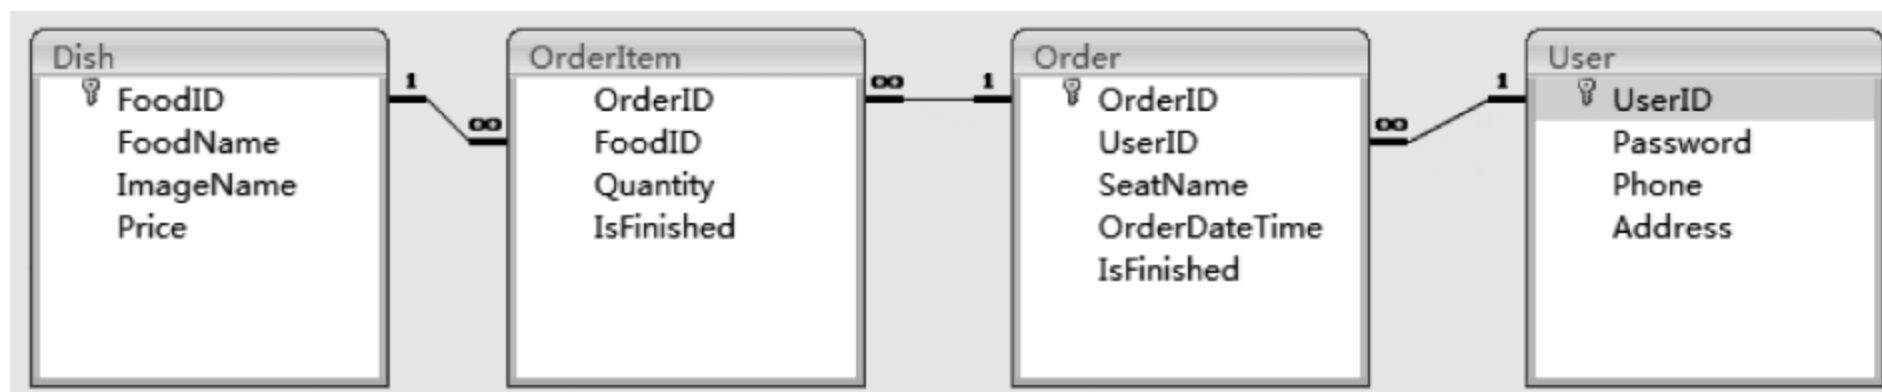 Dish
FoodID
FoodName
ImageName
Price
1
∞
OrderItem
OrderID
FoodID
Quantity
IsFinished
∞
1
Order
OrderID
UserID
SeatName
OrderDateTime
IsFinished
∞
1
User
UserID
Password
Phone
Address